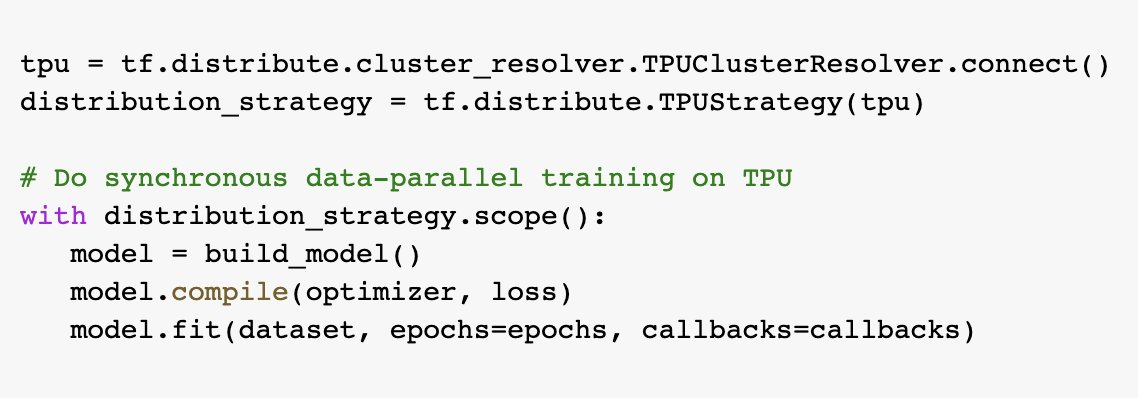 tpu = tf.distribute.cluster_resolver.TPUClusterResolver.connect()
distribution_strategy = tf.distribute.TPUStrategy(tpu)
# Do synchronous data-parallel training on TPU
with distribution_strategy.scope():
   model = build_model()
   model.compile(optimizer, loss)
   model.fit(dataset, epochs=epochs, callbacks=callbacks)